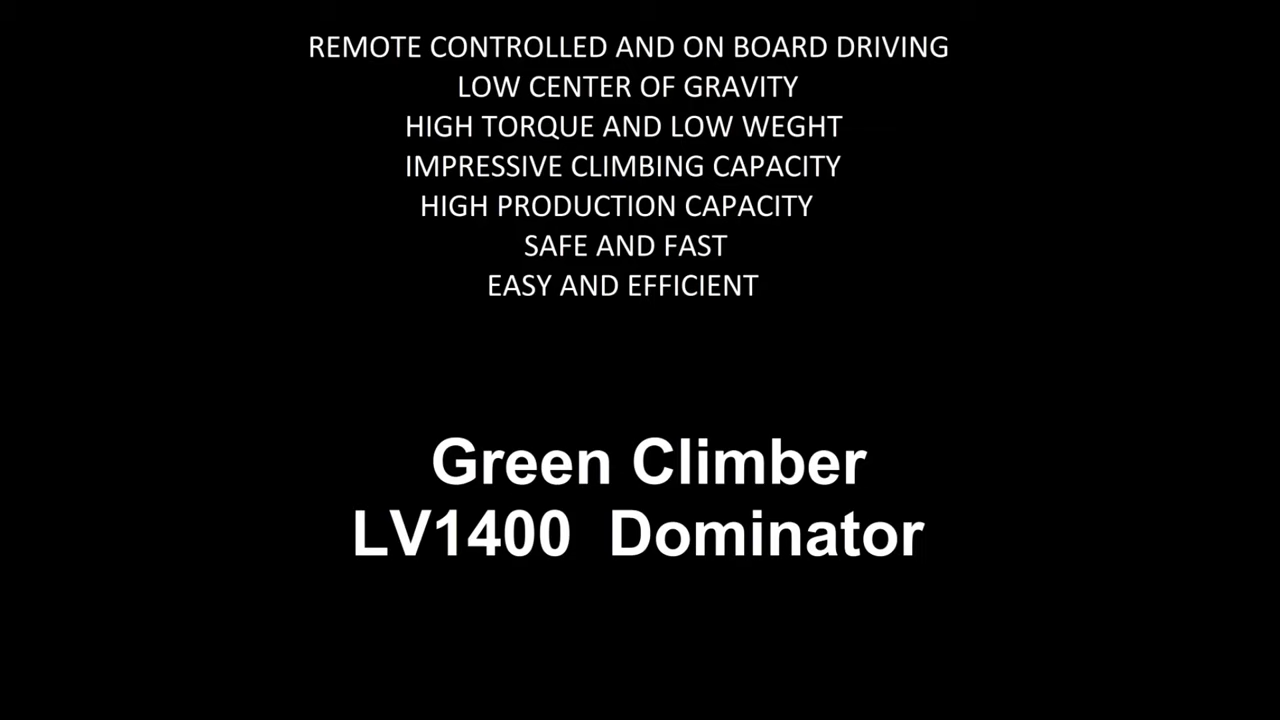 REMOTE CONTROLLED AND ON BOARD DRIVING
LOW CENTER OF GRAVITY
HIGH TORQUE AND LOW WEGHT
IMPRESSIVE CLIMBING CAPACITY
HIGH PRODUCTION CAPACITY
SAFE AND FAST
EASY AND EFFICIENT
Green Climber
LV1400  Dominator